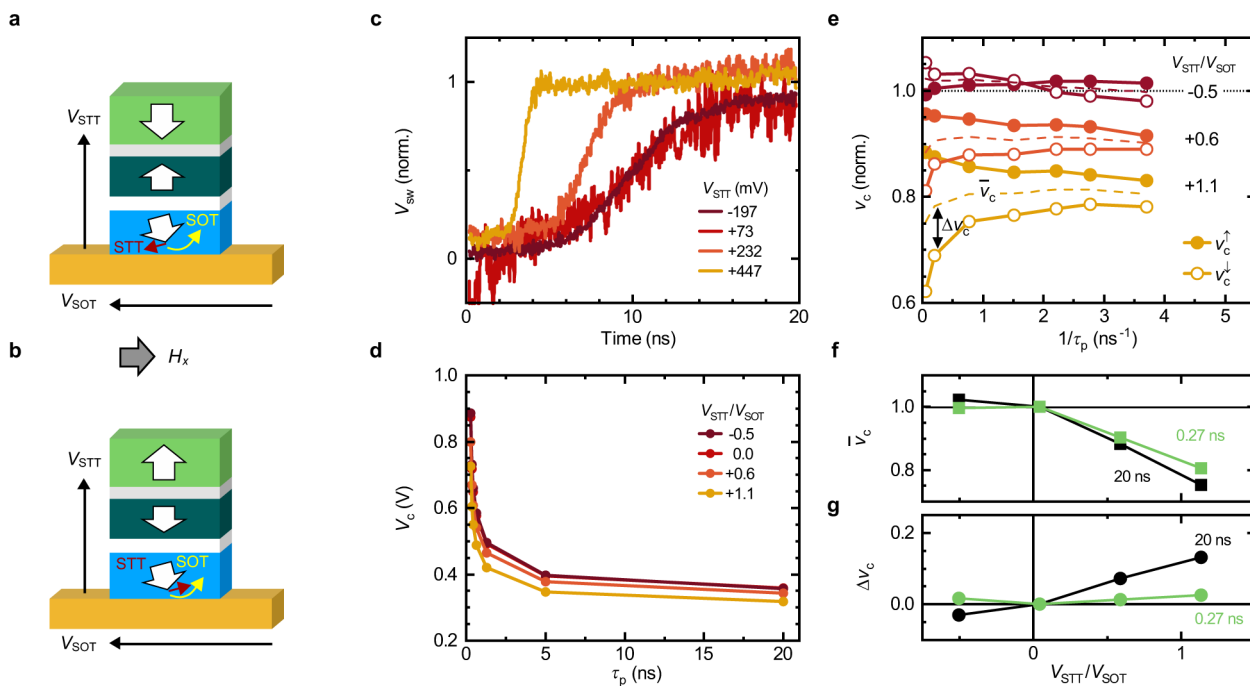 a
V_STT
STT
SOT
V_SOT
H_x
b
V_STT
STT
SOT
V_SOT
c
V_sw (norm.)
1
0
V_STT (mV)
-197
+73
+232
+447
0
5
10
15
20
Time (ns)
d
V_c (V)
1.0
0.8
0.6
0.4
0.2
V_STT/V_SOT
-0.5
0.0
+0.6
+1.1
0
5
10
15
20
τ_p (ns)
e
v_c (norm.)
1.0
0.9
0.8
0.7
0.6
V_STT/V_SOT
-0.5
+0.6
+1.1
v̄_c
Δv_c
v_c^↑
v_c^↓
0
1
2
3
4
5
1/τ_p (ns⁻¹)
f
v̄_c
1.0
0.8
0.27 ns
20 ns
g
Δv_c
0.2
0.1
0.0
20 ns
0.27 ns
0
1
V_STT/V_SOT